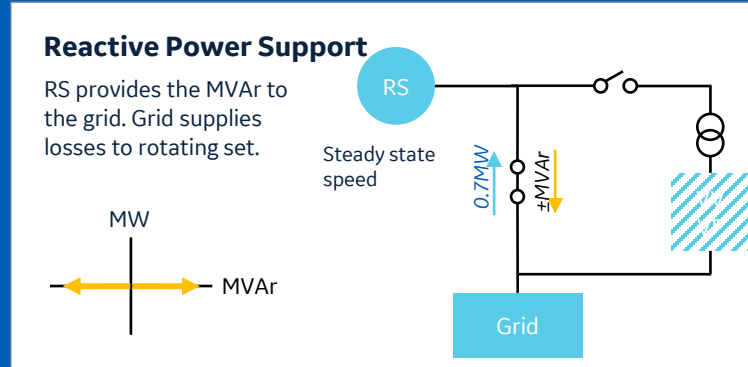 Reactive Power Support
RS provides the MVAr to
the grid. Grid supplies
losses to rotating set.
RS
Steady state
speed
0.7MW
±MVAr
MW
MVAr
Grid